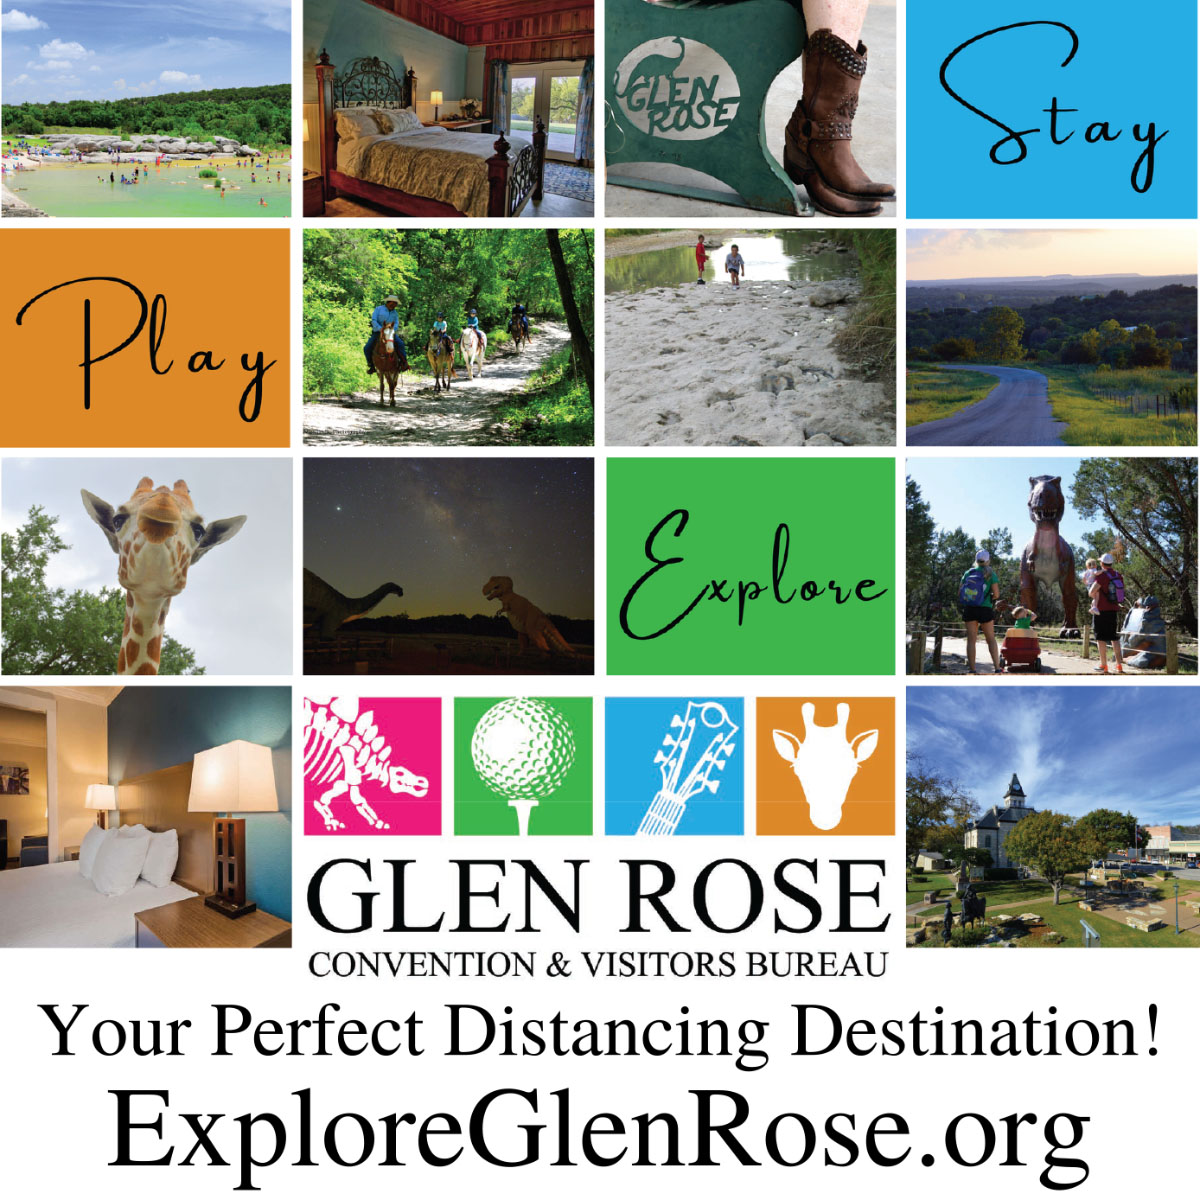 GLEN
ROSE
Stay
Play
Explore
GLEN ROSE
CONVENTION & VISITORS BUREAU
Your Perfect Distancing Destination!
ExploreGlenRose.org